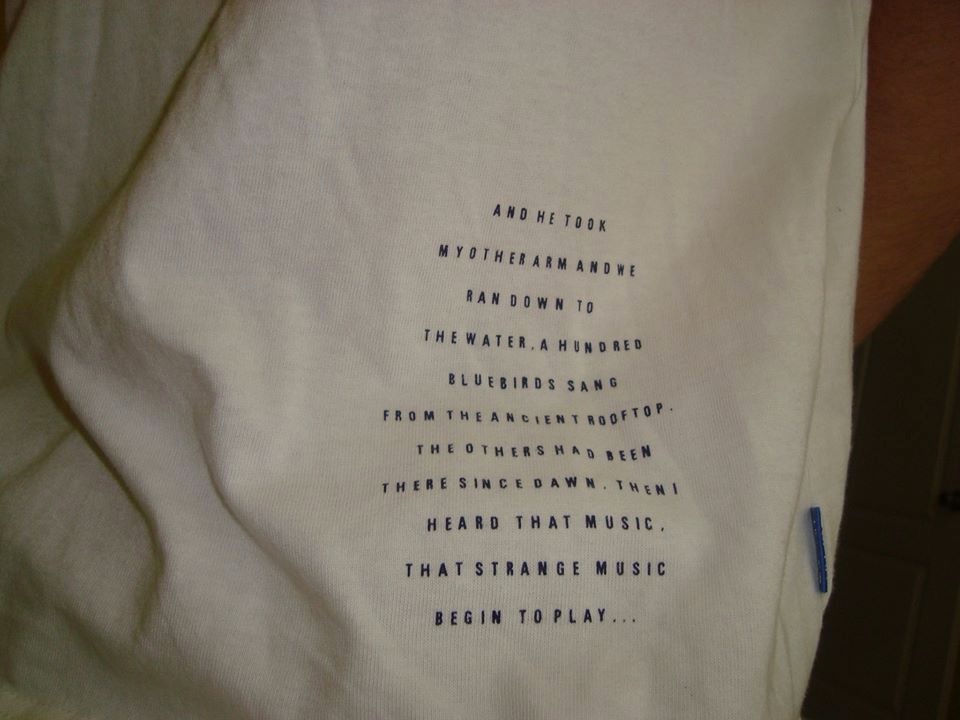 AND HE TOOK
MY OTHER ARM AND WE
RAN DOWN TO
THE WATER. A HUNDRED
BLUEBIRDS SANG
FROM THE ANCIENT ROOFTOP.
THE OTHERS HAD BEEN
THERE SINCE DAWN. THEN I
HEARD THAT MUSIC,
THAT STRANGE MUSIC
BEGIN TO PLAY...